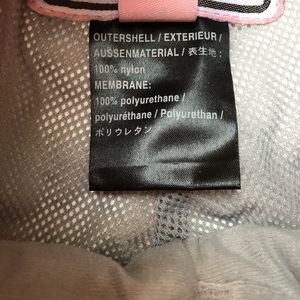 OUTERSHELL / EXTERIEUR /
AUSSENMATERIAL / 表生地:
100% nylon
MEMBRANE:
100% polyurethane /
polyuréthane / Polyurethan /
ポリウレタン